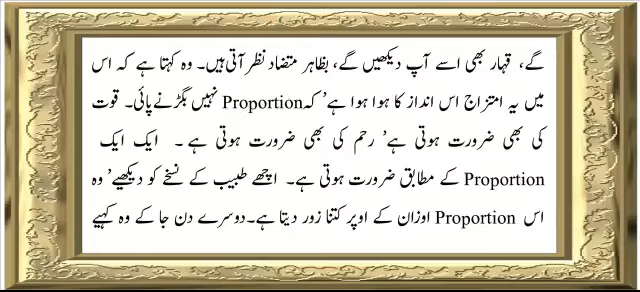 گے، قہار بھی اسے آپ دیکھیں گے، بظاہر متضاد نظر آتی ہیں۔ وہ کہتا ہے کہ اس
میں یہ امتزاج اس انداز کا ہوا ہوا ہے’ کہProportion نہیں بگڑنے پائی۔ قوت
کی بھی ضرورت ہوتی ہے’ رحم کی بھی ضرورت ہوتی ہے ۔ ایک ایک
Proportion کے مطابق ضرورت ہوتی ہے۔ اچھے طبیب کے نسخے کو دیکھیے’ وہ
اس Proportion اوزان کے اوپر کتنا زور دیتا ہے۔دوسرے دن جا کے وہ کہیے